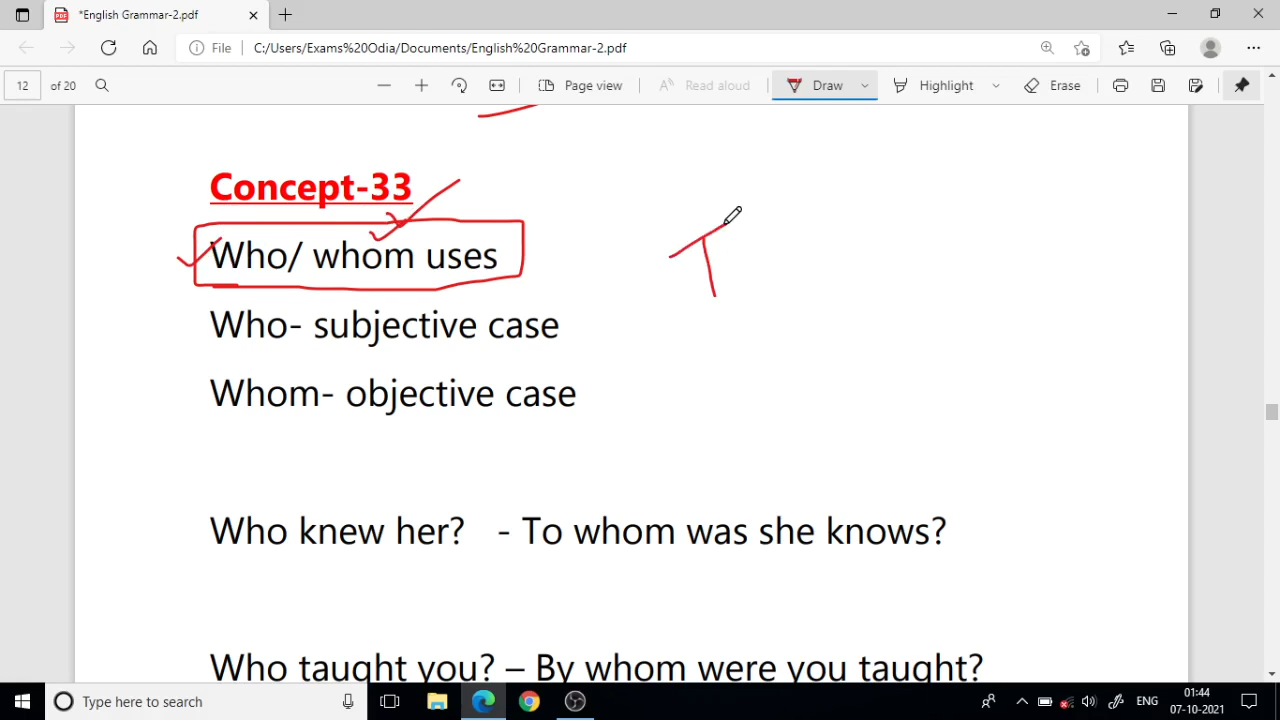 *English Grammar-2.pdf
File C:/Users/Exams%20Odia/Documents/English%20Grammar-2.pdf
12 of 20 Page view Read aloud Draw Highlight Erase
Concept-33
Who/ whom uses
T
Who- subjective case
Whom- objective case
Who knew her? - To whom was she knows?
Who taught you? – By whom were you taught?
Type here to search
ENG
01:44
07-10-2021